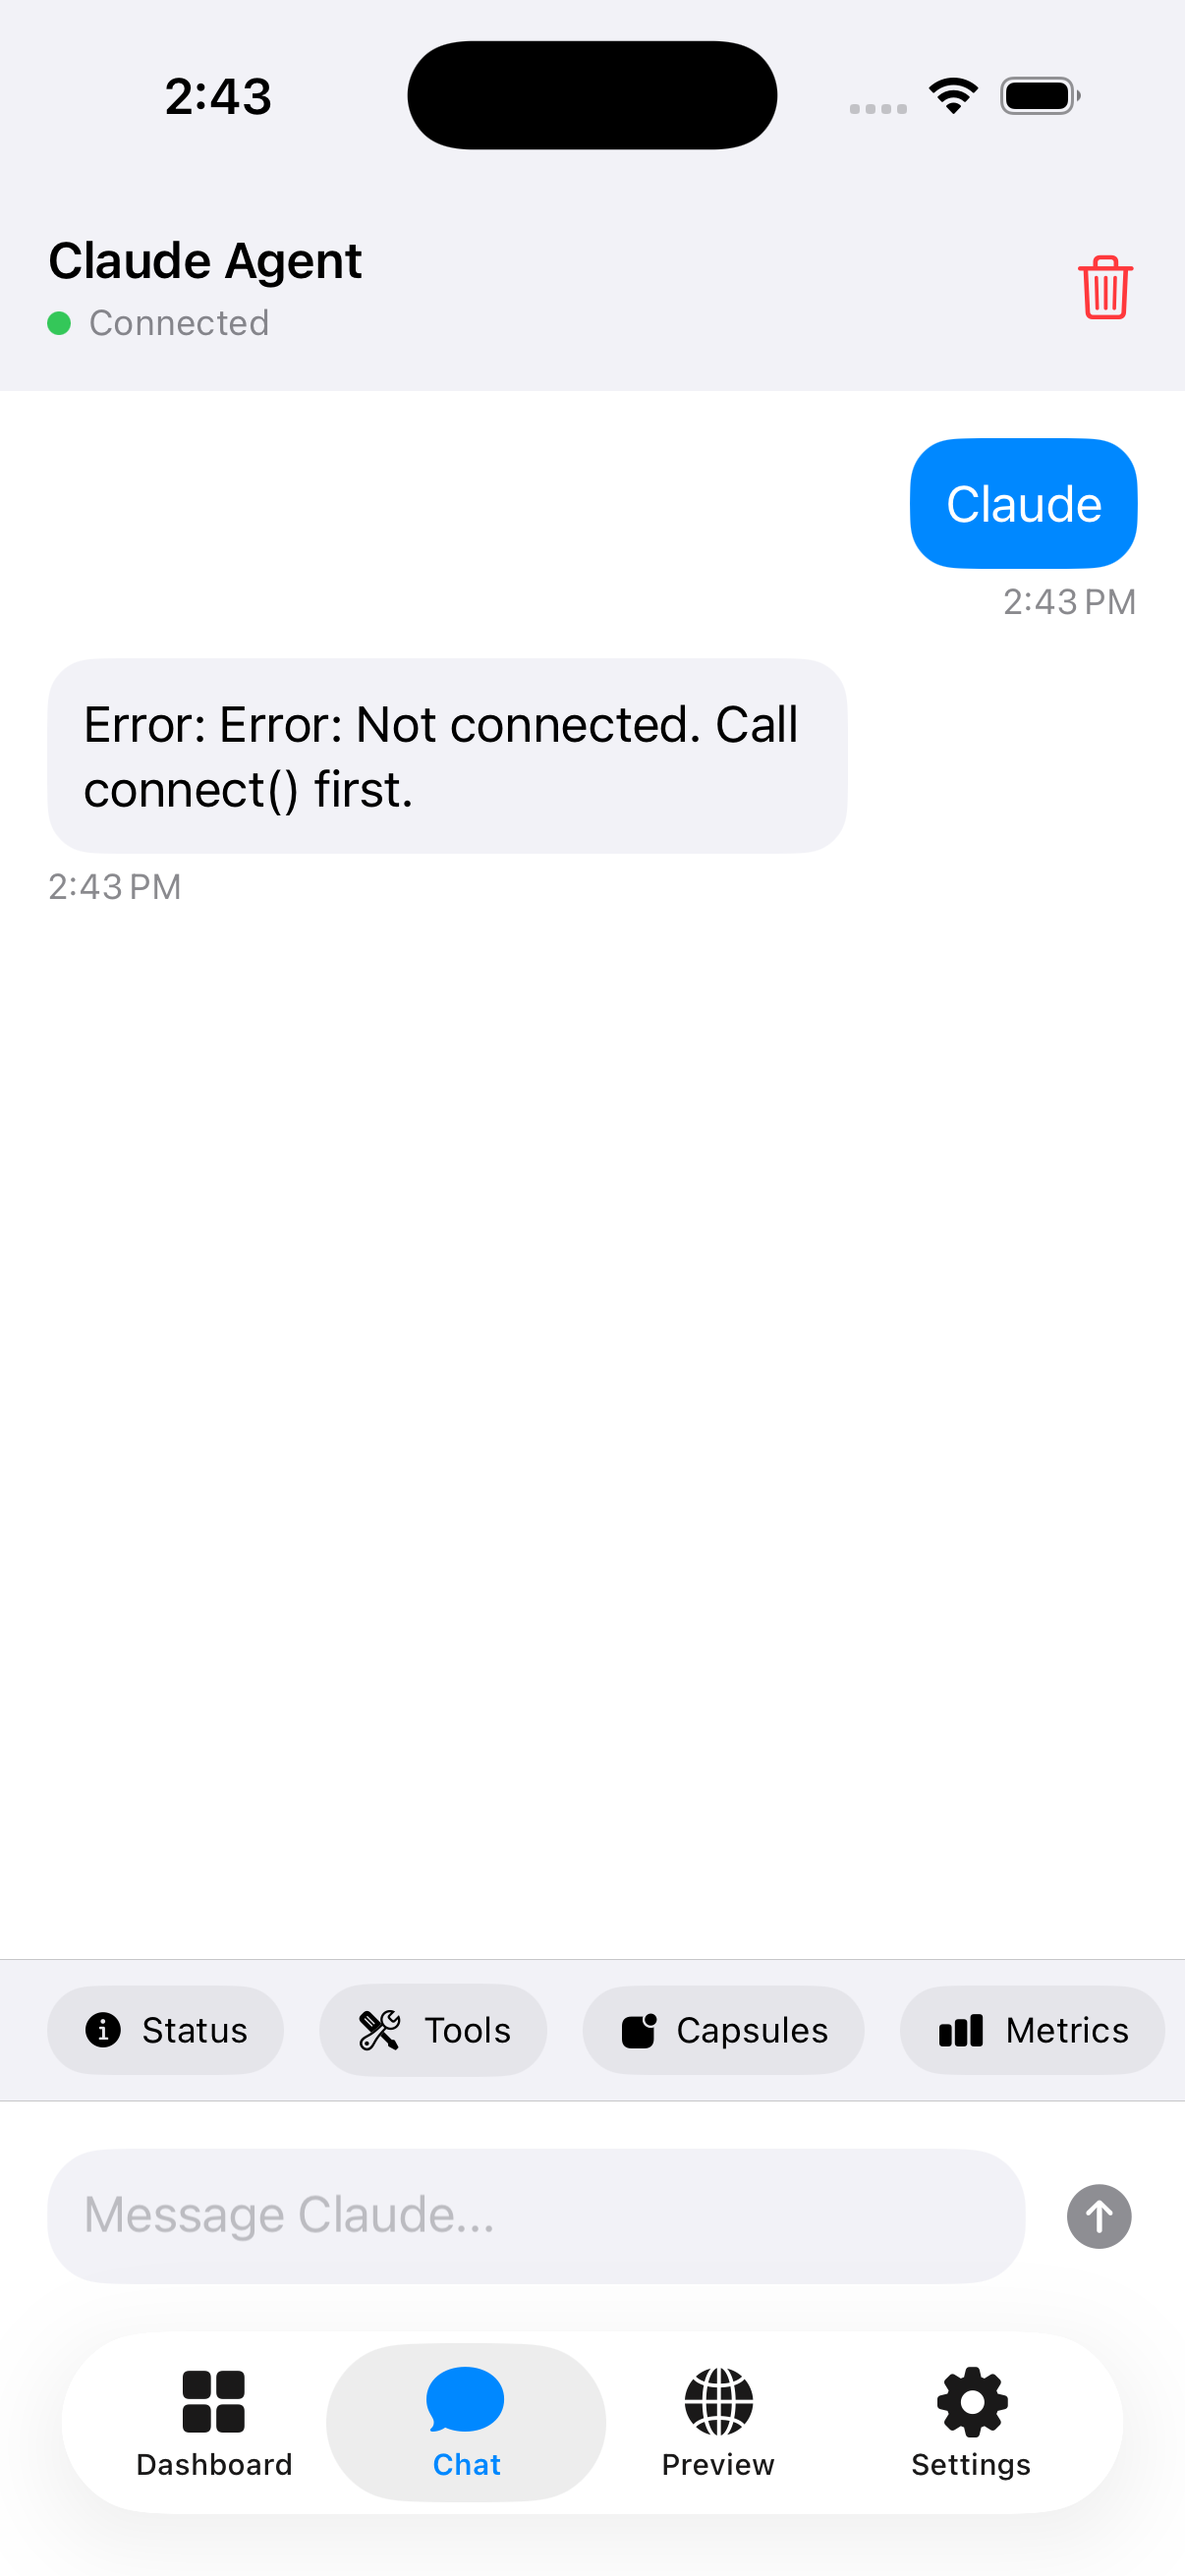 2:43
Claude Agent
Connected
Claude
2:43 PM
Error: Error: Not connected. Call
connect() first.
2:43 PM
Status
Tools
Capsules
Metrics
Message Claude...
Dashboard
Chat
Preview
Settings